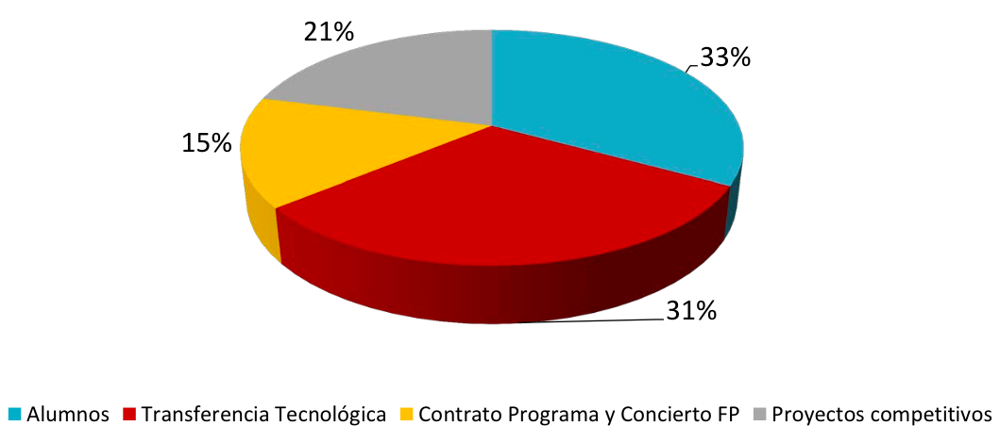 21%
33%
15%
31%
Alumnos Transferencia Tecnológica Contrato Programa y Concierto FP Proyectos competitivos